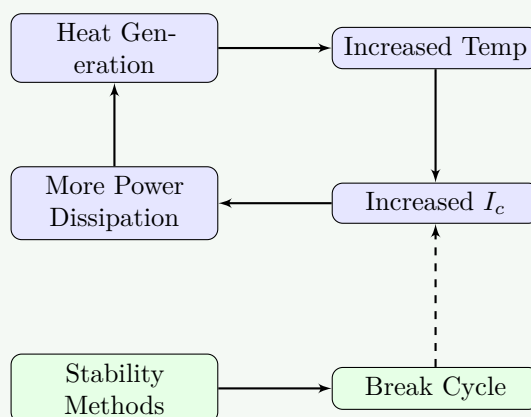 Heat Gen-
eration
Increased Temp
More Power
Dissipation
Increased I_c
Stability
Methods
Break Cycle